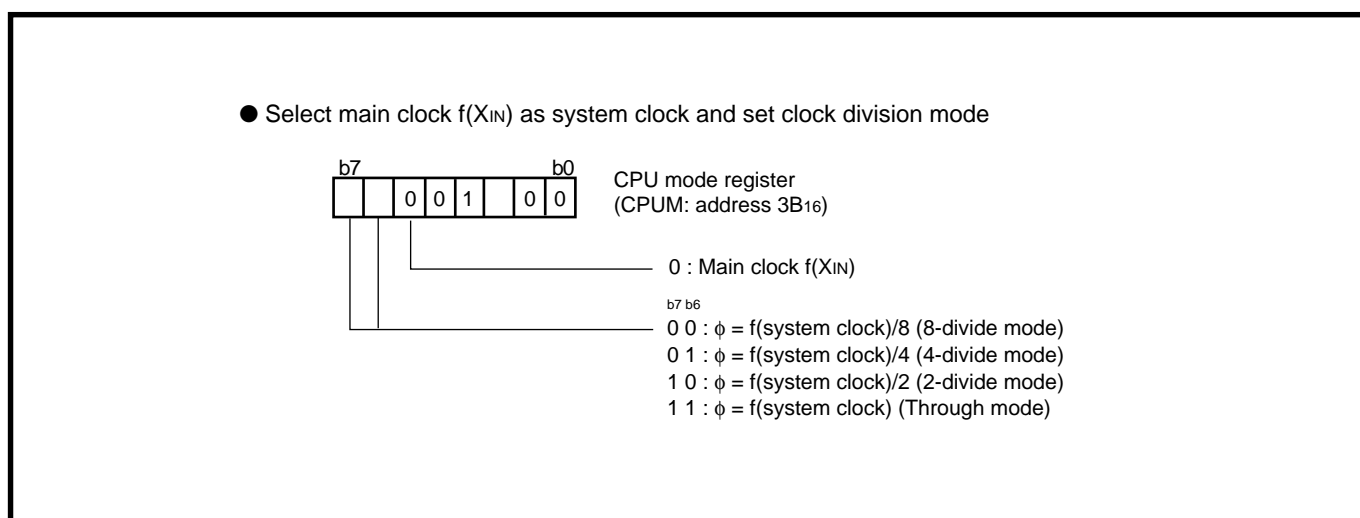 ● Select main clock f(XIN) as system clock and set clock division mode
b7 b0
0 0 1 0 0
CPU mode register
(CPUM: address 3B16)
0 : Main clock f(XIN)
b7 b6
0 0 : ϕ = f(system clock)/8 (8-divide mode)
0 1 : ϕ = f(system clock)/4 (4-divide mode)
1 0 : ϕ = f(system clock)/2 (2-divide mode)
1 1 : ϕ = f(system clock) (Through mode)